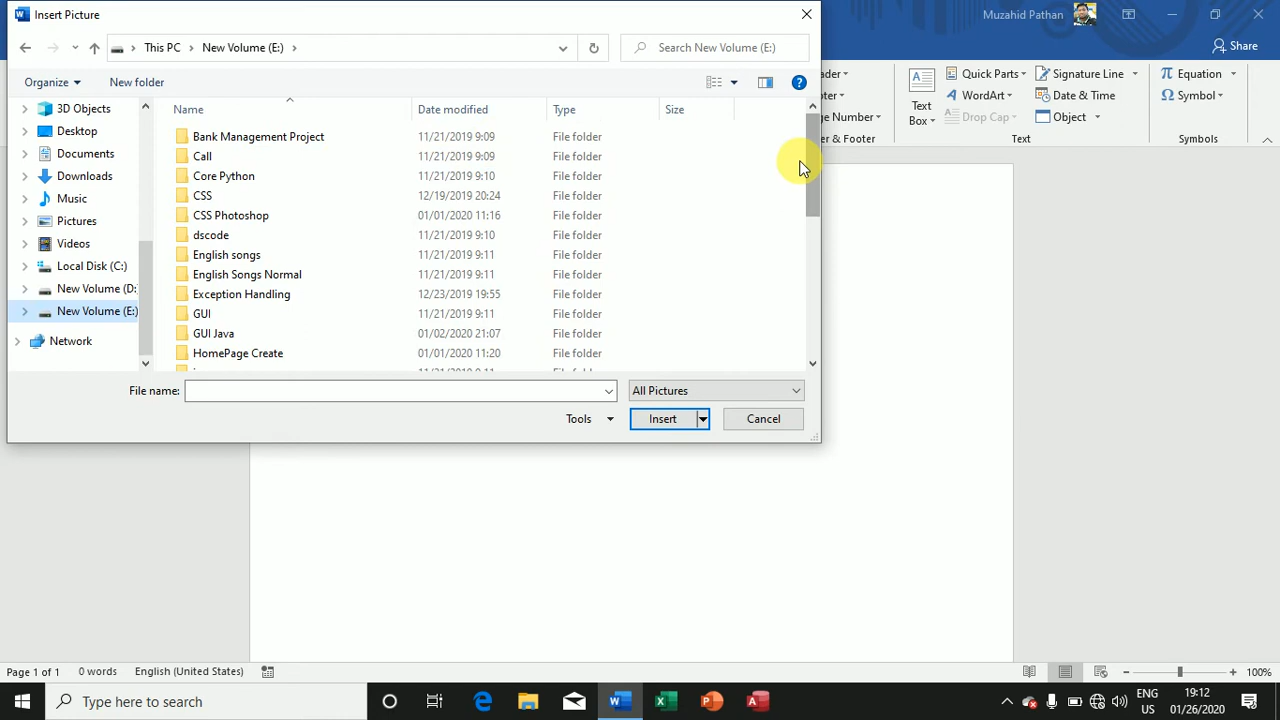 Insert Picture
Muzahid Pathan
This PC
New Volume (E:)
Search New Volume (E:)
Share
Organize
New folder
Quick Parts
Signature Line
Equation
WordArt
Date & Time
Symbol
Text
Box
Drop Cap
Object
ge Number
er & Footer
Text
Symbols
3D Objects
Desktop
Documents
Downloads
Music
Pictures
Videos
Local Disk (C:)
New Volume (D:
New Volume (E:)
Network
Name
Date modified
Type
Size
Bank Management Project 11/21/2019 9:09 File folder
Call 11/21/2019 9:09 File folder
Core Python 11/21/2019 9:10 File folder
CSS 12/19/2019 20:24 File folder
CSS Photoshop 01/01/2020 11:16 File folder
dscode 11/21/2019 9:10 File folder
English songs 11/21/2019 9:11 File folder
English Songs Normal 11/21/2019 9:11 File folder
Exception Handling 12/23/2019 19:55 File folder
GUI 11/21/2019 9:11 File folder
GUI Java 01/02/2020 21:07 File folder
HomePage Create 01/01/2020 11:20 File folder
File name:
All Pictures
Tools
Insert
Cancel
Page 1 of 1
0 words
English (United States)
100%
Type here to search
ENG
US
19:12
01/26/2020